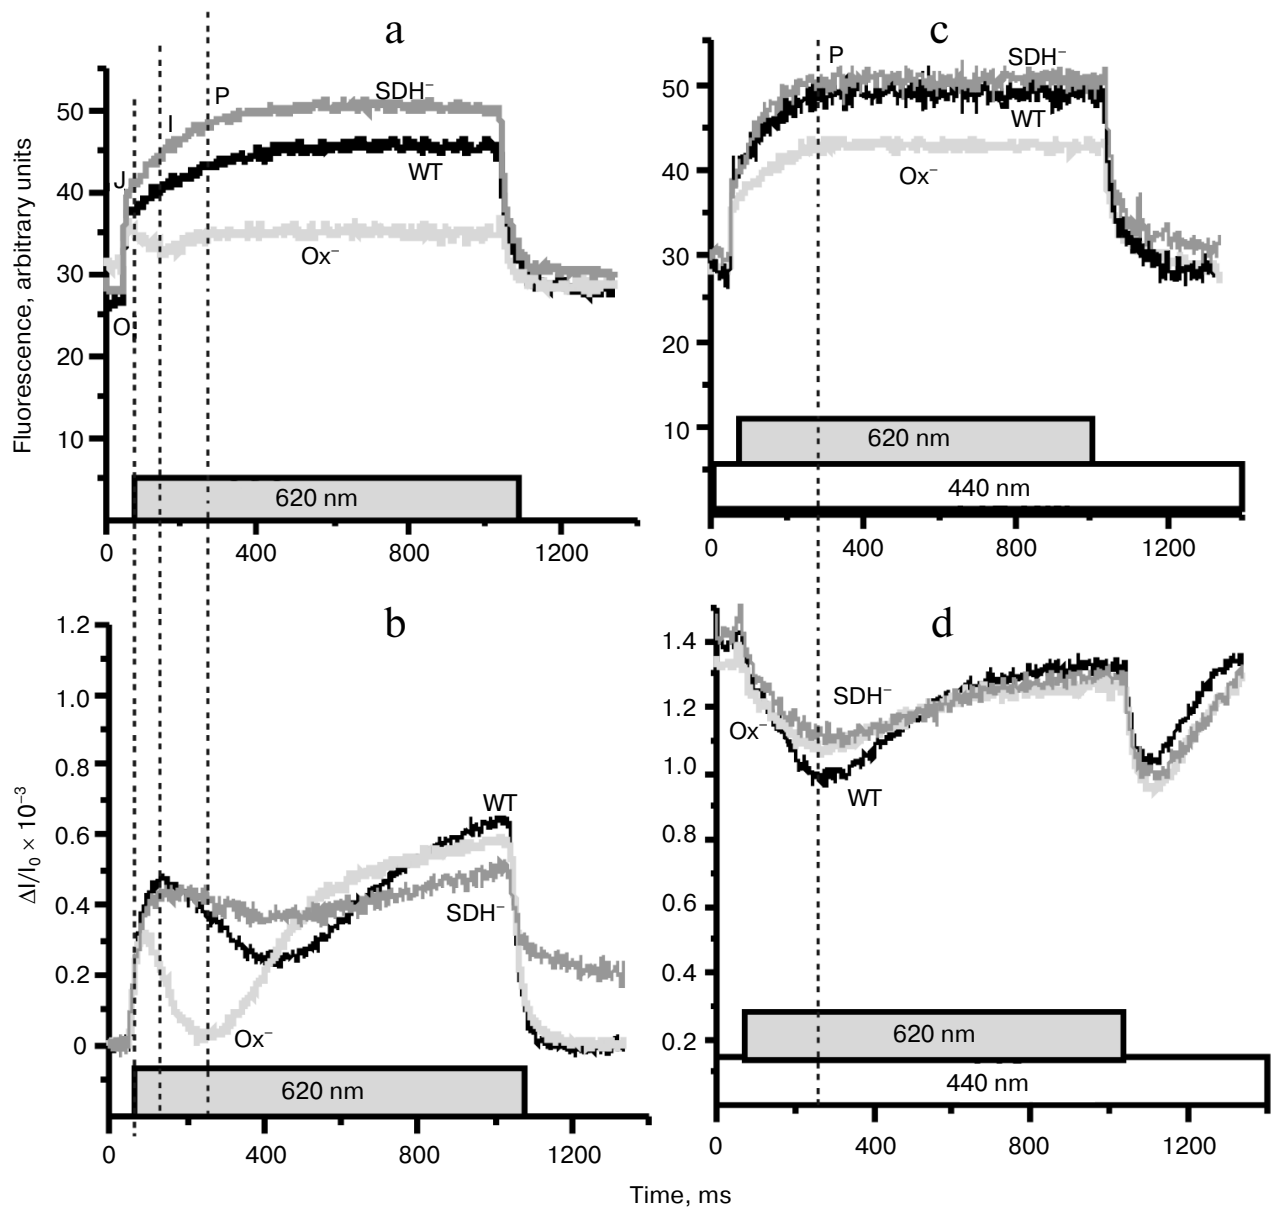 a
Fluorescence, arbitrary units
50
40
30
20
10
O
J
I
P
SDH⁻
WT
Ox⁻
620 nm
0
400
800
1200
c
50
40
30
20
10
P
SDH⁻
WT
Ox⁻
620 nm
440 nm
0
400
800
1200
b
ΔI/I₀ × 10⁻³
1.2
1.0
0.8
0.6
0.4
0.2
0
WT
SDH⁻
Ox⁻
620 nm
0
400
800
1200
d
1.4
1.2
1.0
0.8
0.6
0.4
0.2
SDH⁻
Ox⁻
WT
620 nm
440 nm
0
400
800
1200
Time, ms